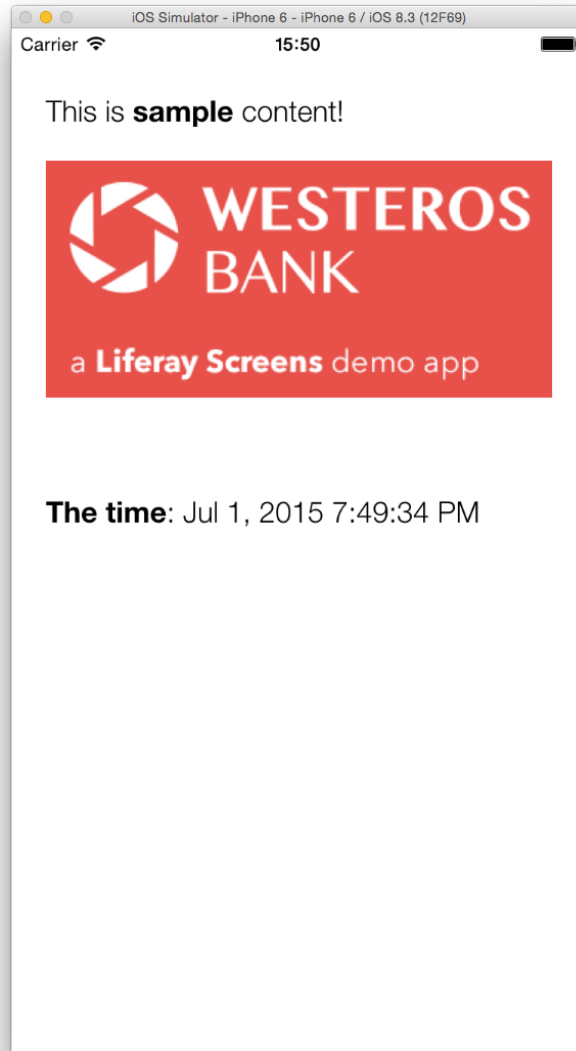 iOS Simulator - iPhone 6 - iPhone 6 / iOS 8.3 (12F69)
Carrier 15:50
This is sample content!
WESTEROS
BANK
a Liferay Screens demo app
The time: Jul 1, 2015 7:49:34 PM